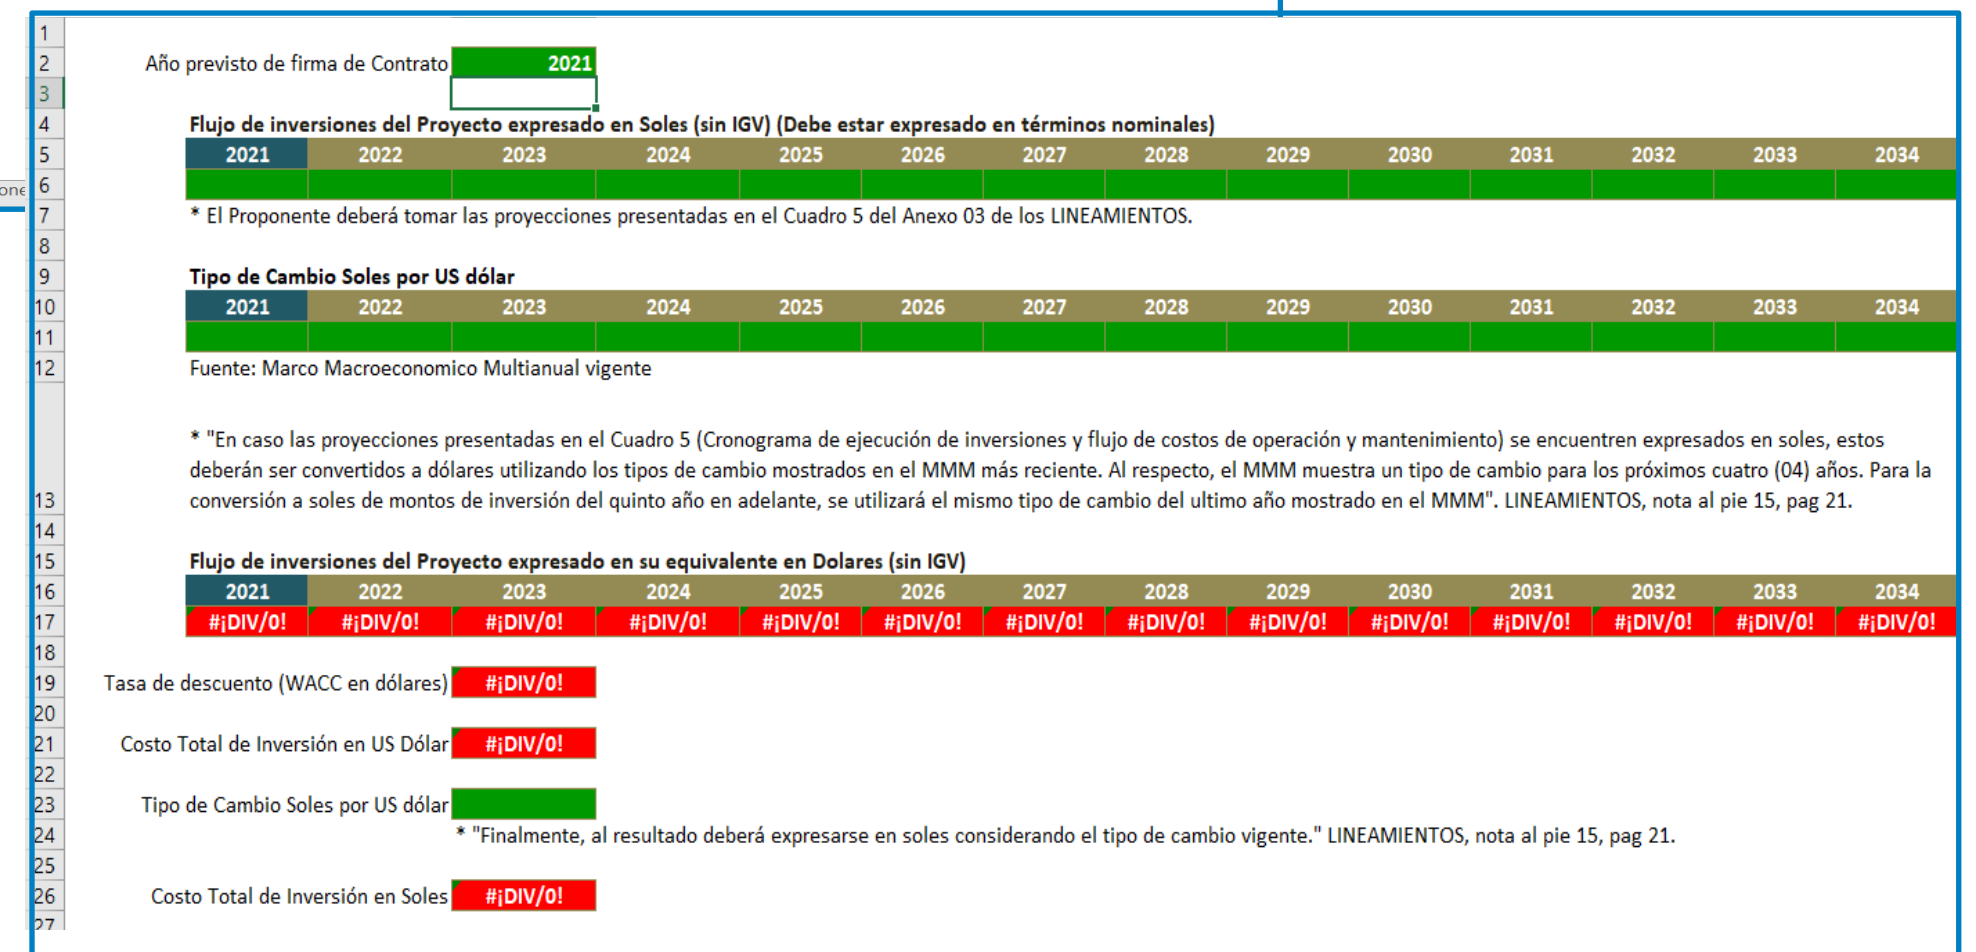 1
2 Año previsto de firma de Contrato 2021
3
4 Flujo de inversiones del Proyecto expresado en Soles (sin IGV) (Debe estar expresado en términos nominales)
5 2021 2022 2023 2024 2025 2026 2027 2028 2029 2030 2031 2032 2033 2034
one 6
7 * El Proponente deberá tomar las proyecciones presentadas en el Cuadro 5 del Anexo 03 de los LINEAMIENTOS.
8
9 Tipo de Cambio Soles por US dólar
10 2021 2022 2023 2024 2025 2026 2027 2028 2029 2030 2031 2032 2033 2034
11
12 Fuente: Marco Macroeconomico Multianual vigente
* "En caso las proyecciones presentadas en el Cuadro 5 (Cronograma de ejecución de inversiones y flujo de costos de operación y mantenimiento) se encuentren expresados en soles, estos
deberán ser convertidos a dólares utilizando los tipos de cambio mostrados en el MMM más reciente. Al respecto, el MMM muestra un tipo de cambio para los próximos cuatro (04) años. Para la
13 conversión a soles de montos de inversión del quinto año en adelante, se utilizará el mismo tipo de cambio del ultimo año mostrado en el MMM". LINEAMIENTOS, nota al pie 15, pag 21.
14
15 Flujo de inversiones del Proyecto expresado en su equivalente en Dolares (sin IGV)
16 2021 2022 2023 2024 2025 2026 2027 2028 2029 2030 2031 2032 2033 2034
17 #¡DIV/0! #¡DIV/0! #¡DIV/0! #¡DIV/0! #¡DIV/0! #¡DIV/0! #¡DIV/0! #¡DIV/0! #¡DIV/0! #¡DIV/0! #¡DIV/0! #¡DIV/0! #¡DIV/0! #¡DIV/0!
18
19 Tasa de descuento (WACC en dólares) #¡DIV/0!
20
21 Costo Total de Inversión en US Dólar #¡DIV/0!
22
23 Tipo de Cambio Soles por US dólar
24 * "Finalmente, al resultado deberá expresarse en soles considerando el tipo de cambio vigente." LINEAMIENTOS, nota al pie 15, pag 21.
25
26 Costo Total de Inversión en Soles #¡DIV/0!
27